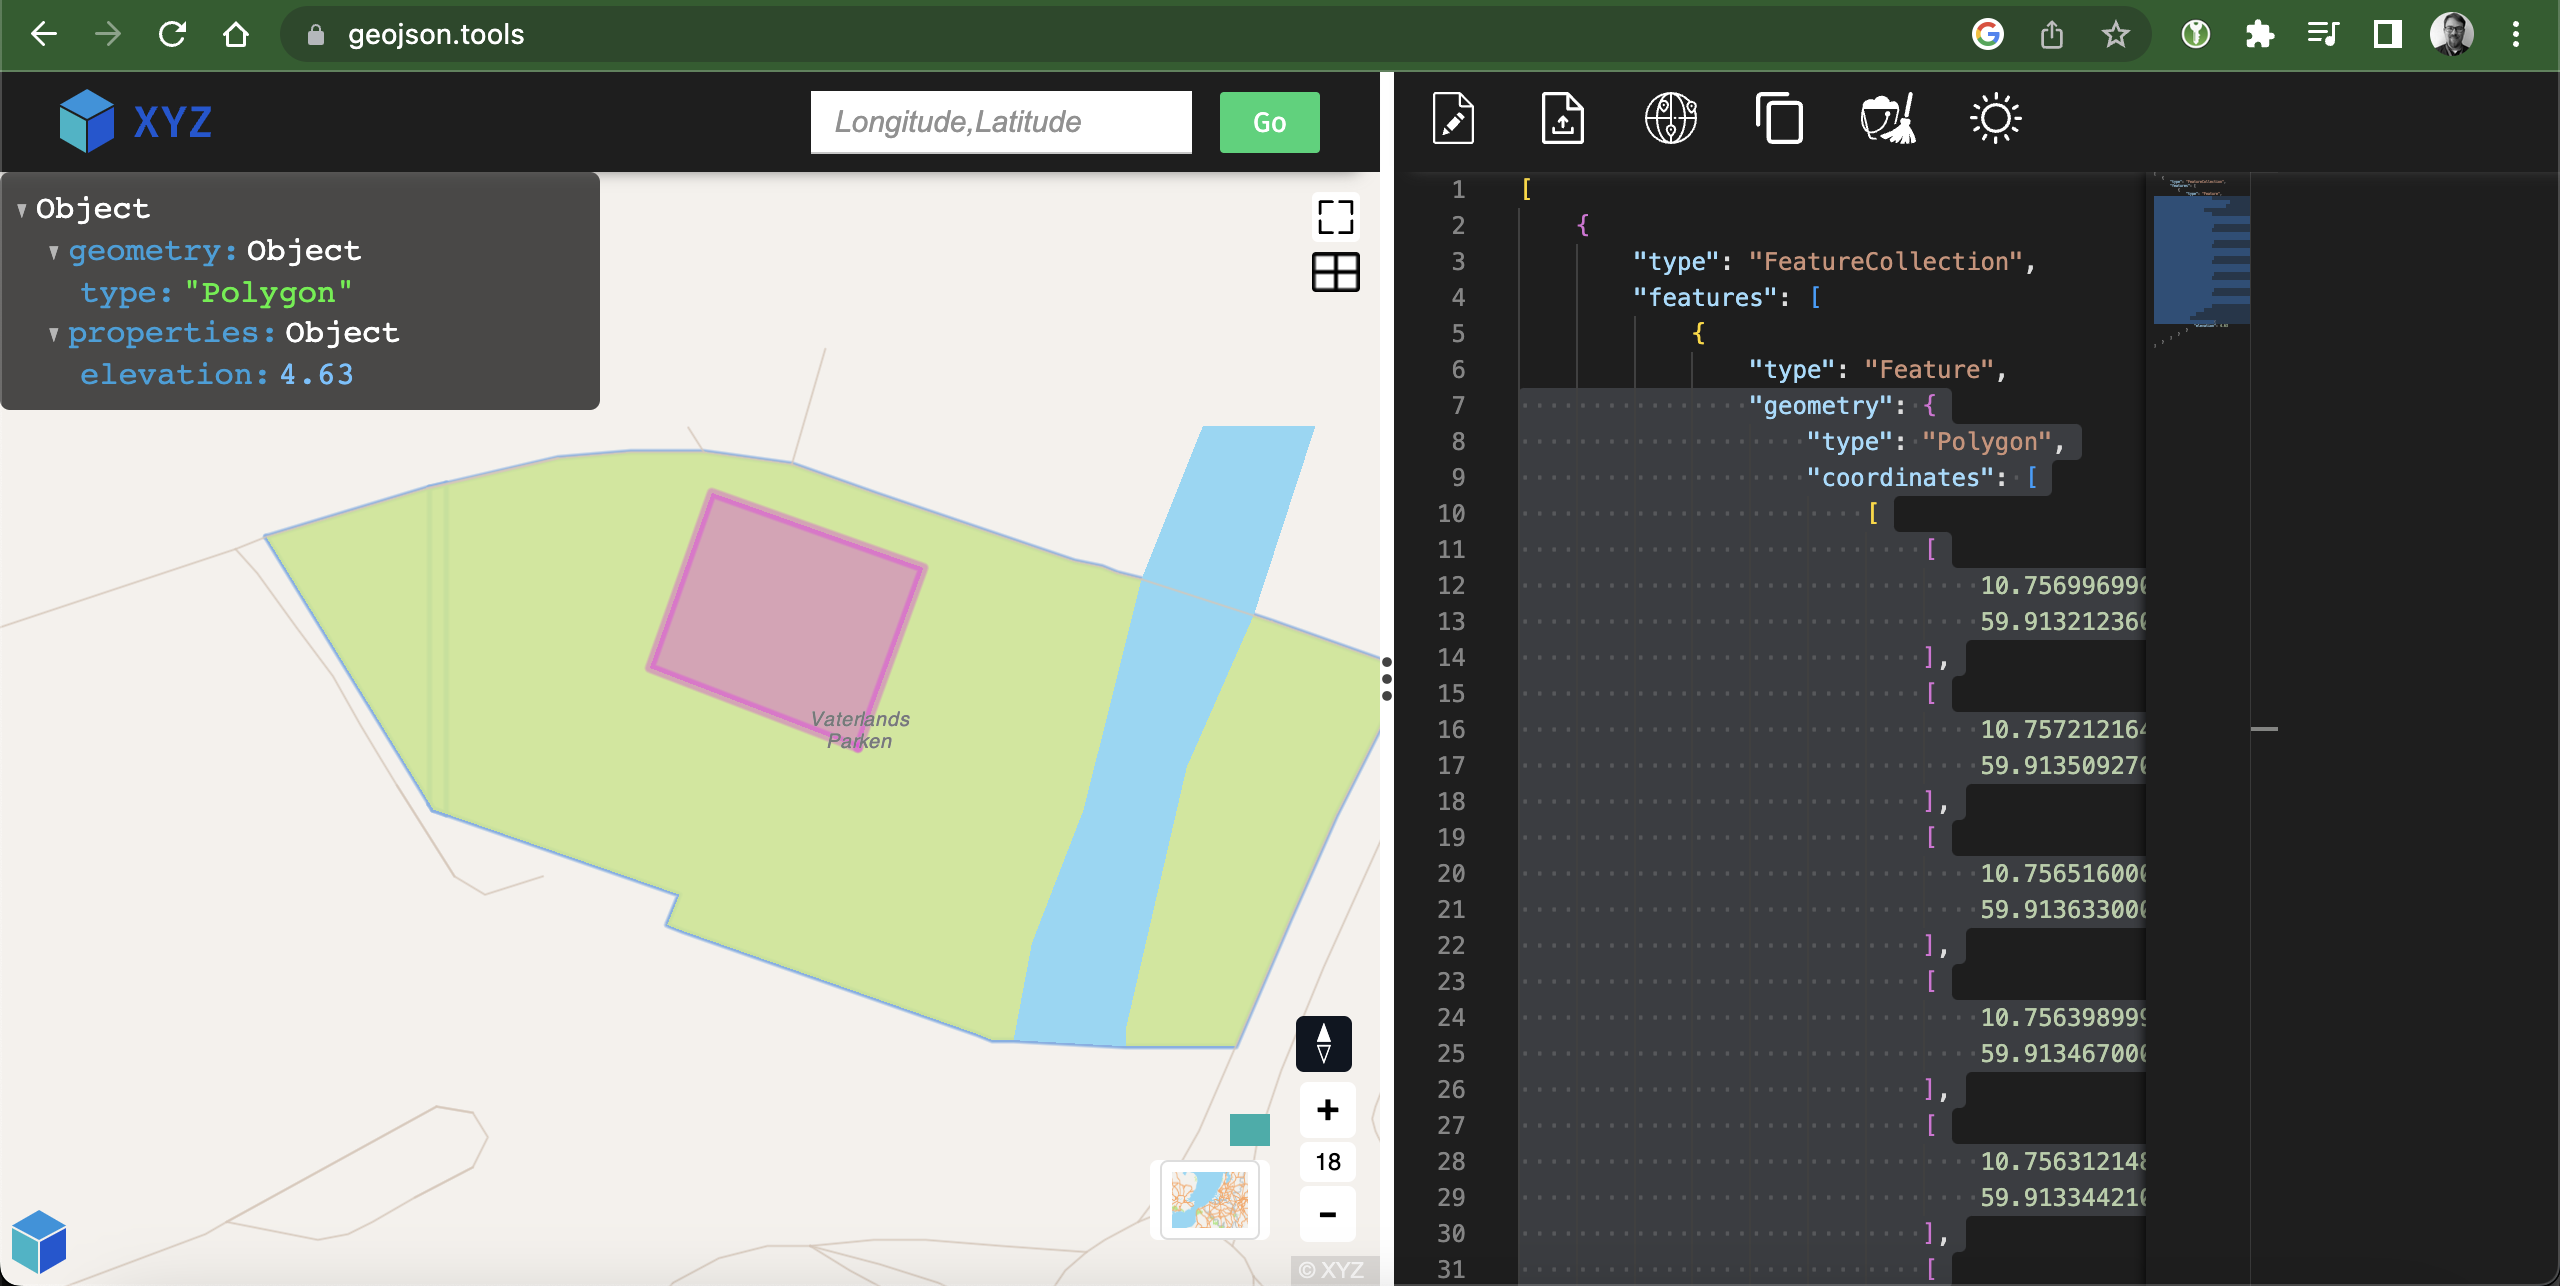 geojson.tools
XYZ
Longitude,Latitude
Go
Object
geometry: Object
type: "Polygon"
properties: Object
elevation: 4.63
Vaterlands
Parken
18
© XYZ
1 [
2 {
3 "type": "FeatureCollection",
4 "features": [
5 {
6 "type": "Feature",
7 "geometry": {
8 "type": "Polygon",
9 "coordinates": [
10 [
11 [
12 10.75699699
13 59.91321236
14 ],
15 [
16 10.75721216
17 59.91350927
18 ],
19 [
20 10.75651600
21 59.91363300
22 ],
23 [
24 10.75639899
25 59.91346700
26 ],
27 [
28 10.75631214
29 59.91334421
30 ],
31 [